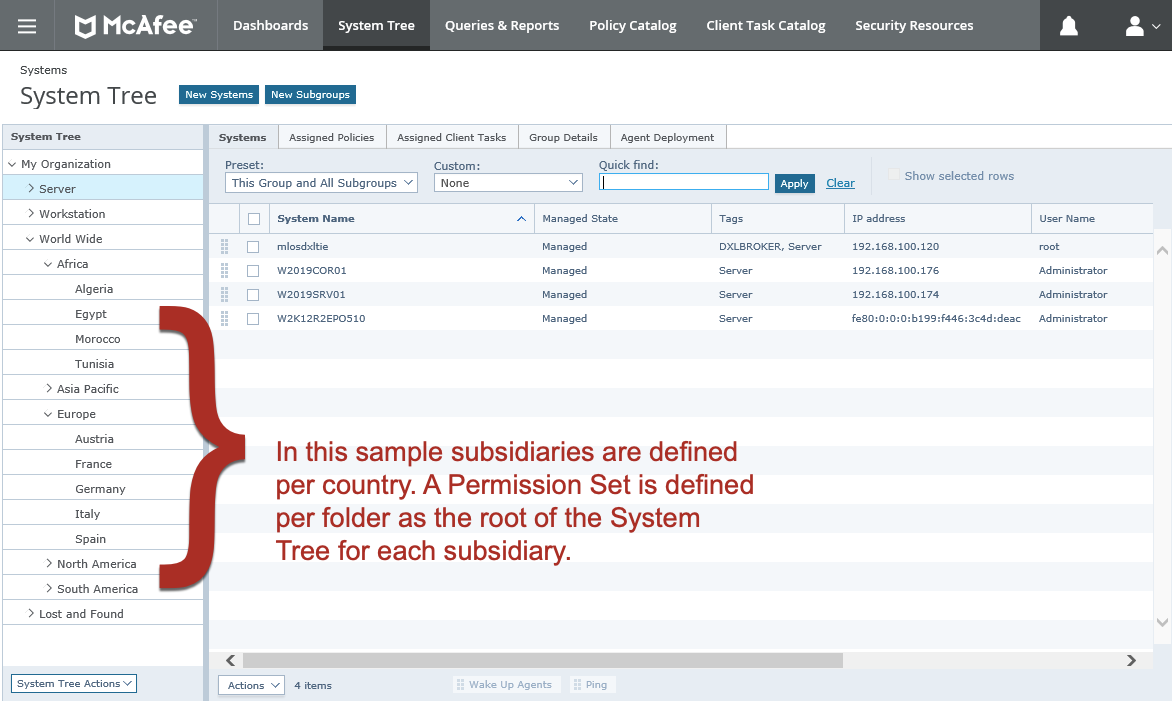 McAfee™
Dashboards
System Tree
Queries & Reports
Policy Catalog
Client Task Catalog
Security Resources
Systems
System Tree
New Systems
New Subgroups
System Tree
My Organization
Server
Workstation
World Wide
Africa
Algeria
Egypt
Morocco
Tunisia
Asia Pacific
Europe
Austria
France
Germany
Italy
Spain
North America
South America
Lost and Found
System Tree Actions
Systems
Assigned Policies
Assigned Client Tasks
Group Details
Agent Deployment
Preset:
This Group and All Subgroups
Custom:
None
Quick find:
Apply
Clear
Show selected rows
System Name Managed State Tags IP address User Name
mlosdxltie Managed DXLBROKER, Server 192.168.100.120 root
W2019COR01 Managed Server 192.168.100.176 Administrator
W2019SRV01 Managed Server 192.168.100.174 Administrator
W2K12R2EPO510 Managed Server fe80:0:0:0:b199:f446:3c4d:deac Administrator
In this sample subsidiaries are defined
per country. A Permission Set is defined
per folder as the root of the System
Tree for each subsidiary.
Actions
4 items
Wake Up Agents
Ping